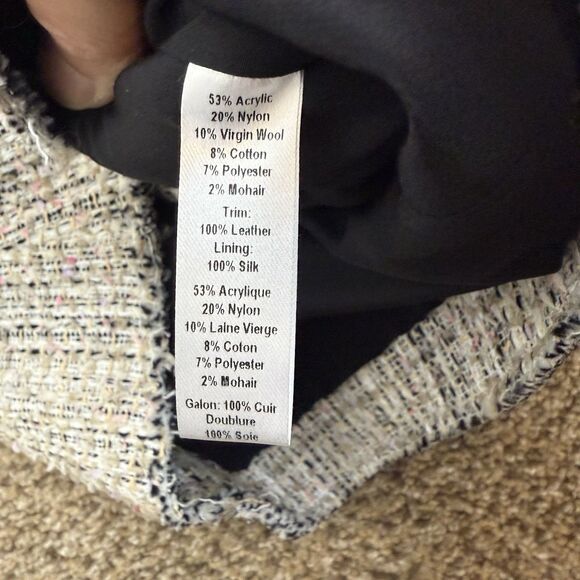 53% Acrylic
20% Nylon
10% Virgin Wool
8% Cotton
7% Polyester
2% Mohair
Trim:
100% Leather
Lining:
100% Silk
53% Acrylique
20% Nylon
10% Laine Vierge
8% Coton
7% Polyester
2% Mohair
Galon: 100% Cuir
Doublure
100% Soie